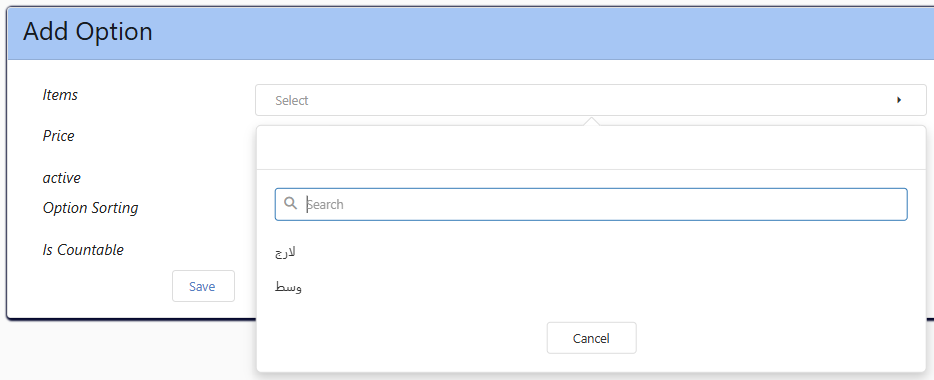 Add Option
Items
Select
Price
active
Search
Option Sorting
Is Countable
لارج
وسط
Save
Cancel